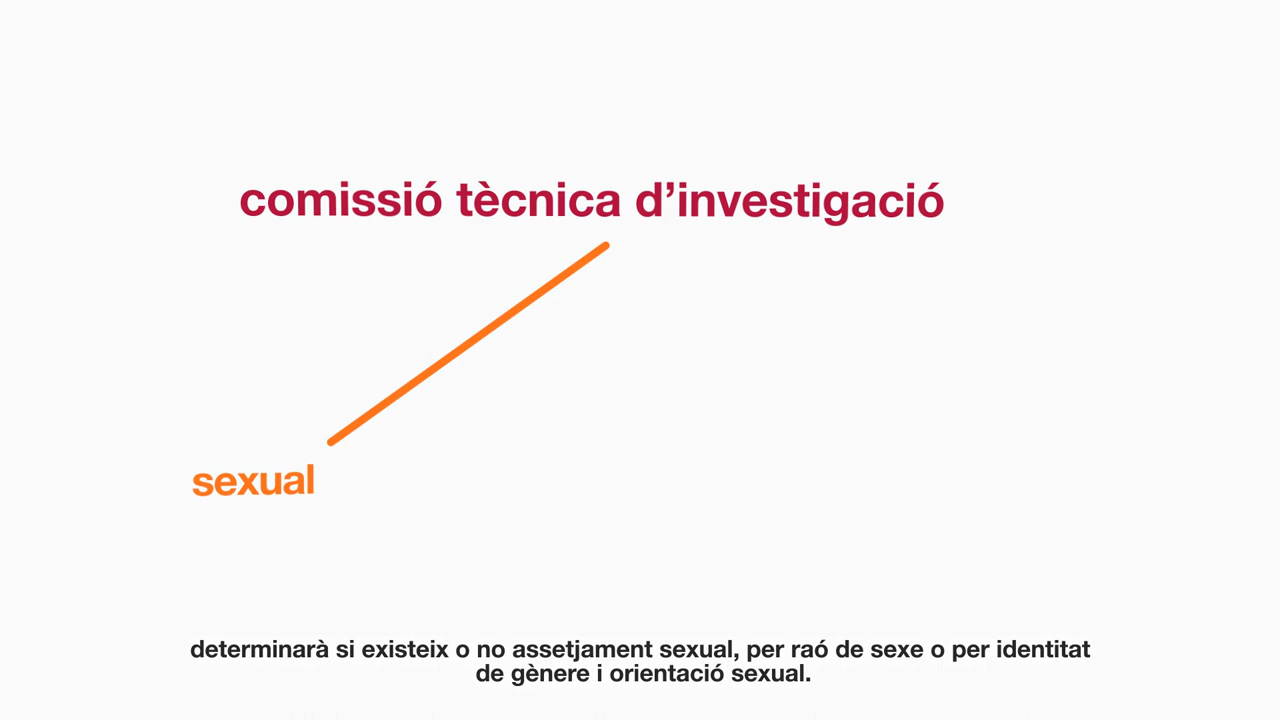 comissió tècnica d’investigació
sexual
determinarà si existeix o no assetjament sexual, per raó de sexe o per identitat
de gènere i orientació sexual.